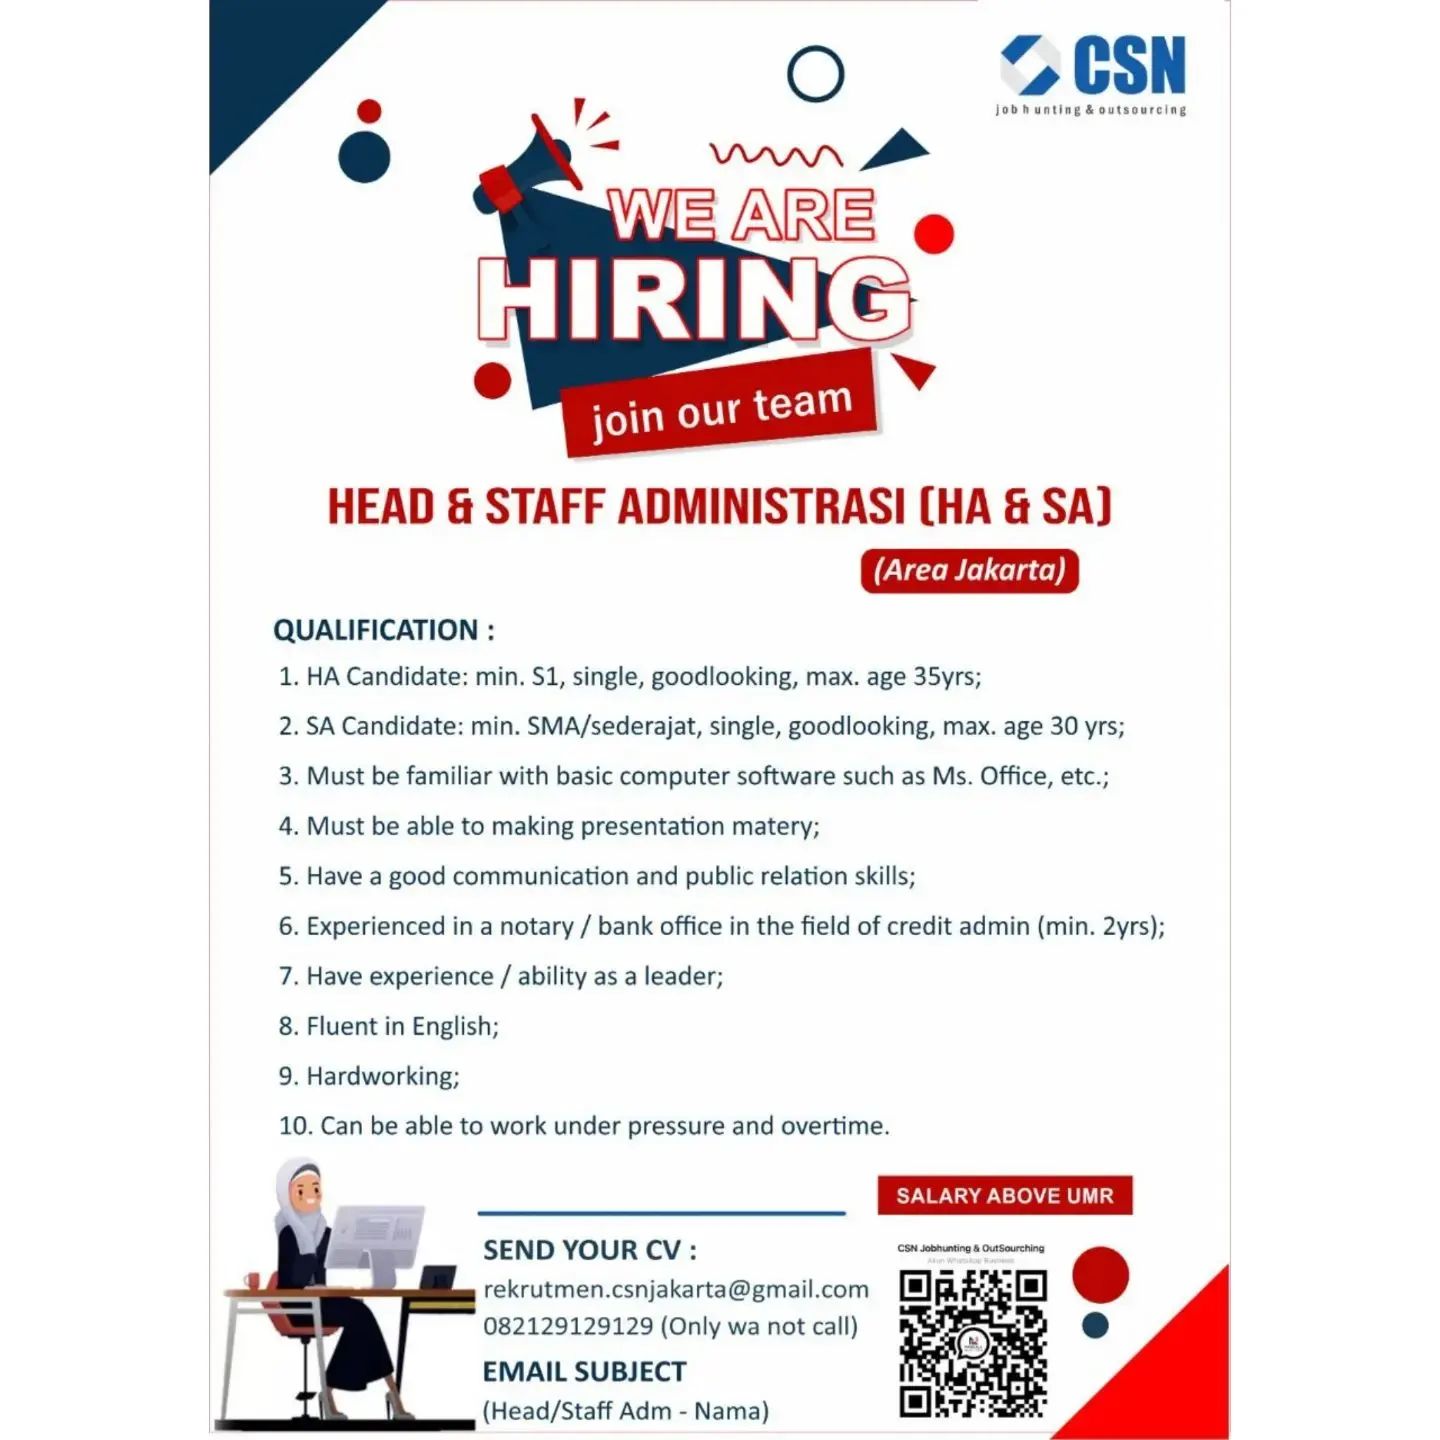 CSN
job hunting & outsourcing
WE ARE
HIRING
join our team
HEAD & STAFF ADMINISTRASI (HA & SA)
(Area Jakarta)
QUALIFICATION :
1. HA Candidate: min. S1, single, goodlooking, max. age 35yrs;
2. SA Candidate: min. SMA/sederajat, single, goodlooking, max. age 30 yrs;
3. Must be familiar with basic computer software such as Ms. Office, etc.;
4. Must be able to making presentation matery;
5. Have a good communication and public relation skills;
6. Experienced in a notary / bank office in the field of credit admin (min. 2yrs);
7. Have experience / ability as a leader;
8. Fluent in English;
9. Hardworking;
10. Can be able to work under pressure and overtime.
SALARY ABOVE UMR
SEND YOUR CV :
rekrutmen.csnjakarta@gmail.com
082129129129 (Only wa not call)
EMAIL SUBJECT
(Head/Staff Adm - Nama)
CSN Jobhunting & OutSourching
Akun WhatsApp Business